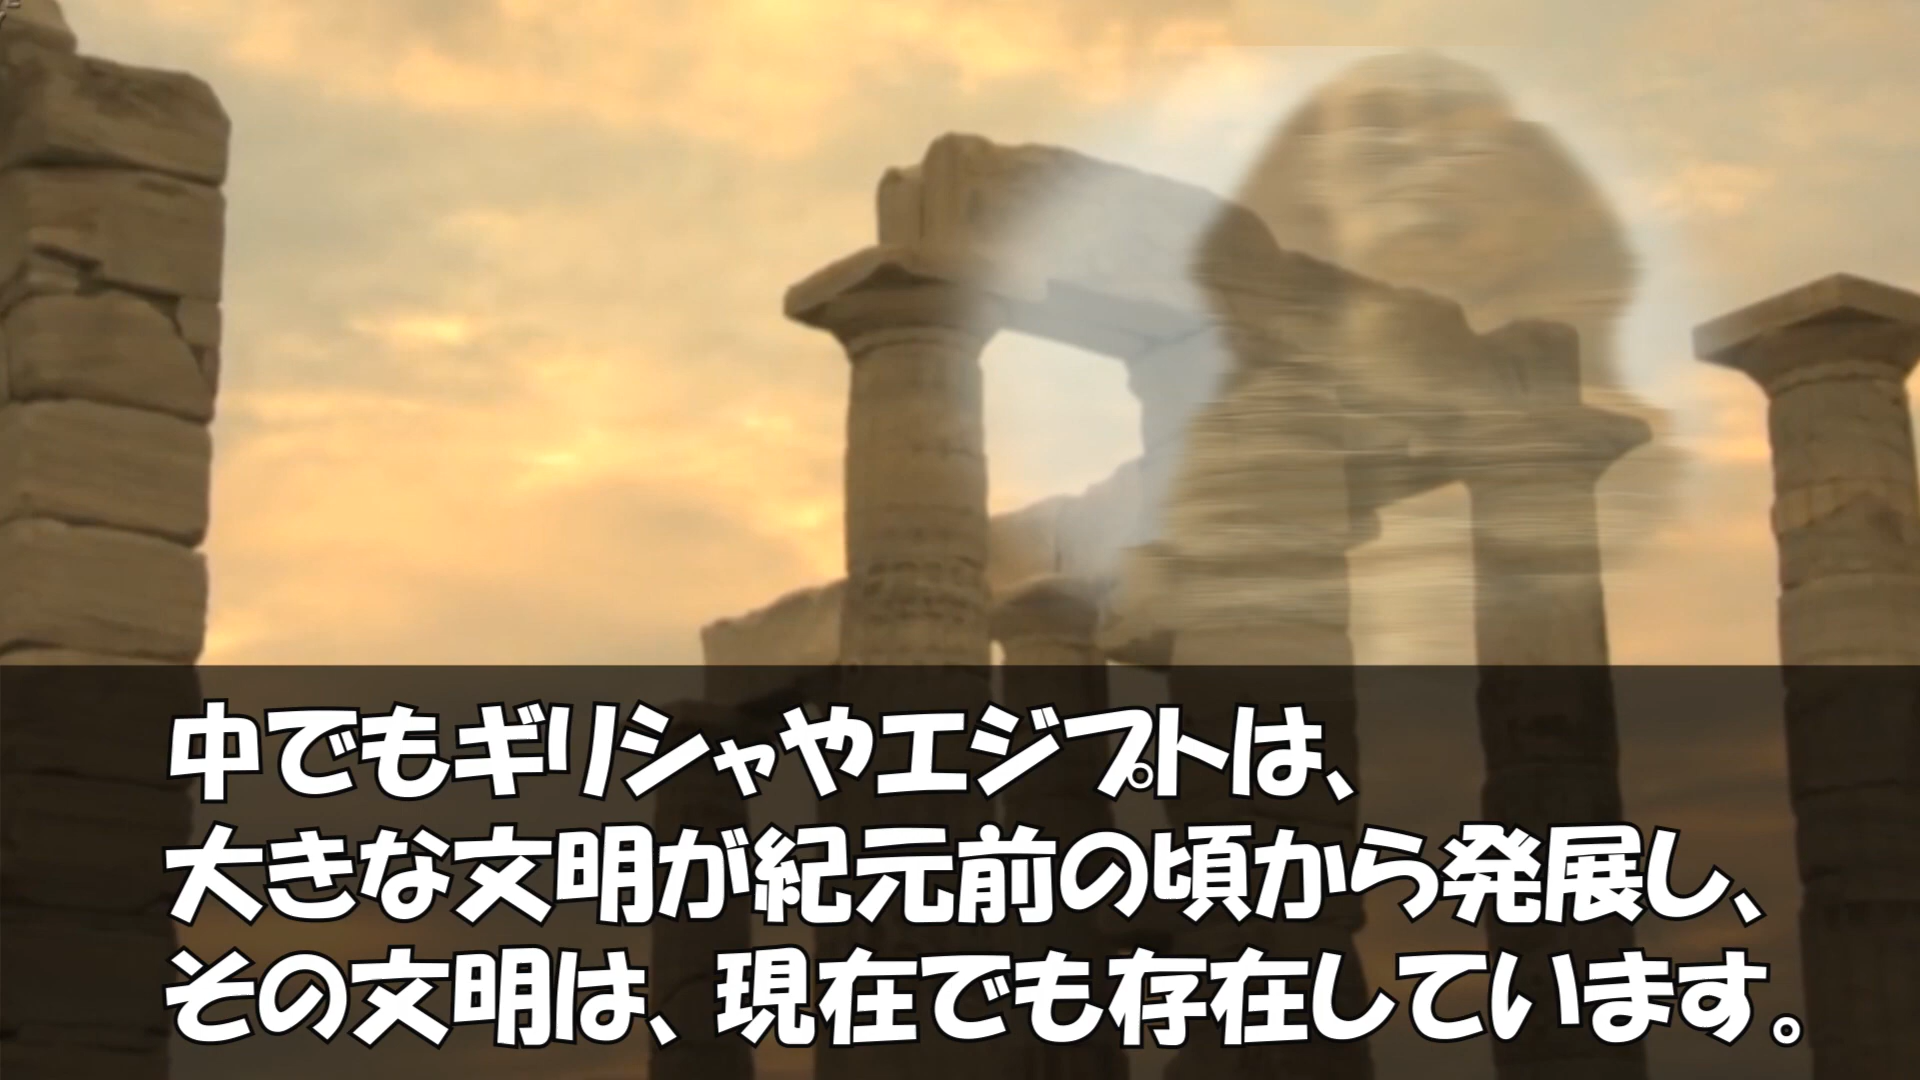 中でもギリシャやエジプトは、
大きな文明が紀元前の頃から発展し、
その文明は、現在でも存在しています。